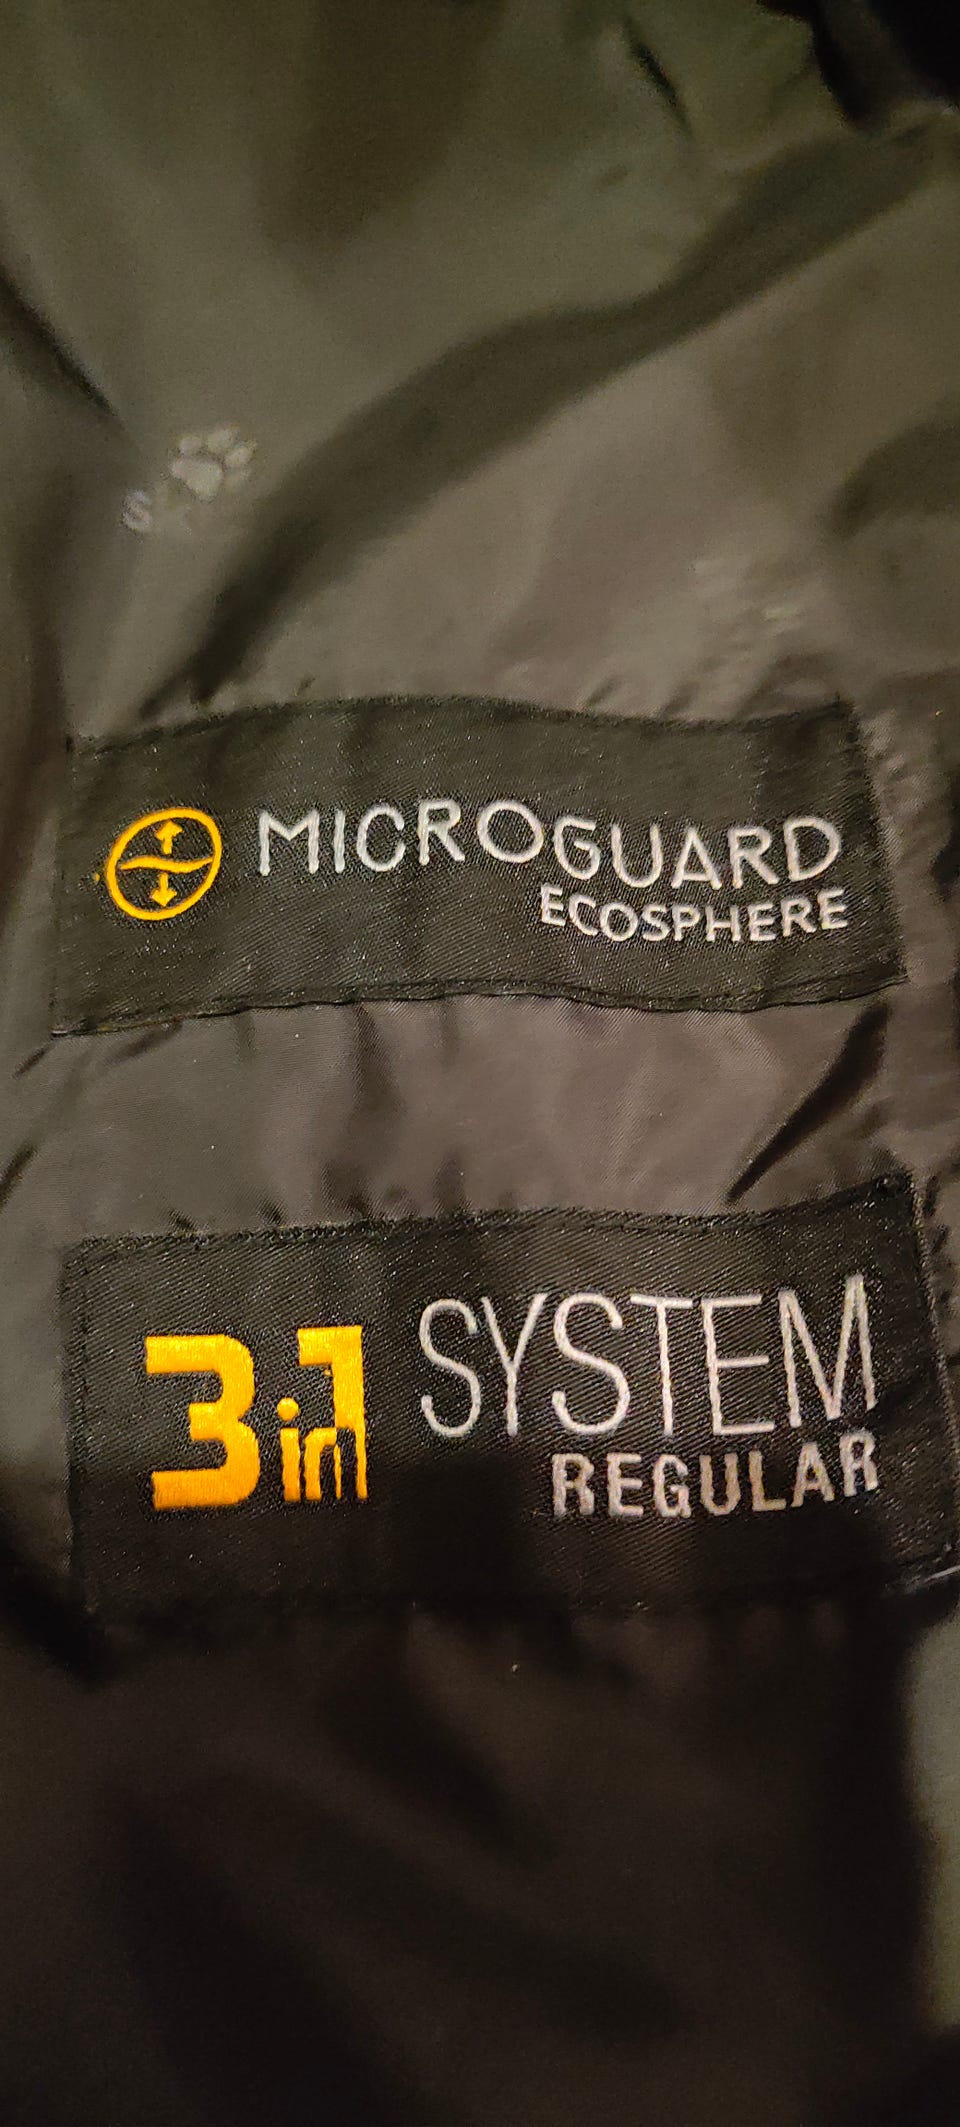 MICROGUARD
ECOSPHERE
3in1 SYSTEM
REGULAR